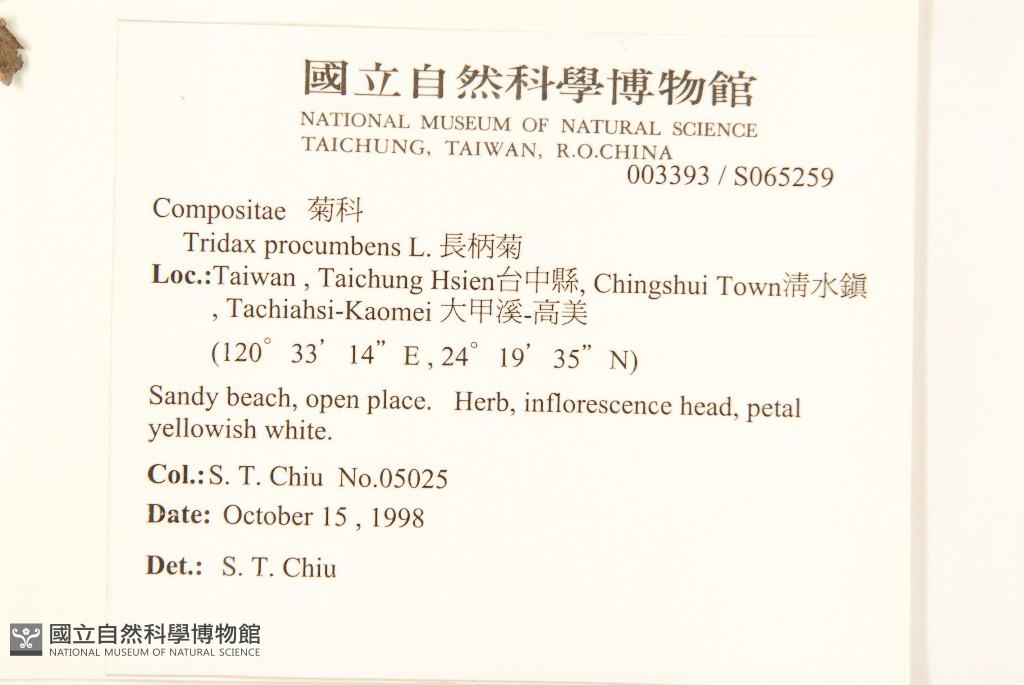 國立自然科學博物館
NATIONAL MUSEUM OF NATURAL SCIENCE
TAICHUNG, TAIWAN, R.O.CHINA
003393 / S065259
Compositae 菊科
Tridax procumbens L. 長柄菊
Loc.:Taiwan , Taichung Hsien台中縣, Chingshui Town清水鎮
, Tachiahsi-Kaomei 大甲溪-高美
(120° 33’ 14” E , 24° 19’ 35” N)
Sandy beach, open place. Herb, inflorescence head, petal
yellowish white.
Col.:S. T. Chiu No.05025
Date: October 15 , 1998
Det.: S. T. Chiu
國立自然科學博物館
NATIONAL MUSEUM OF NATURAL SCIENCE